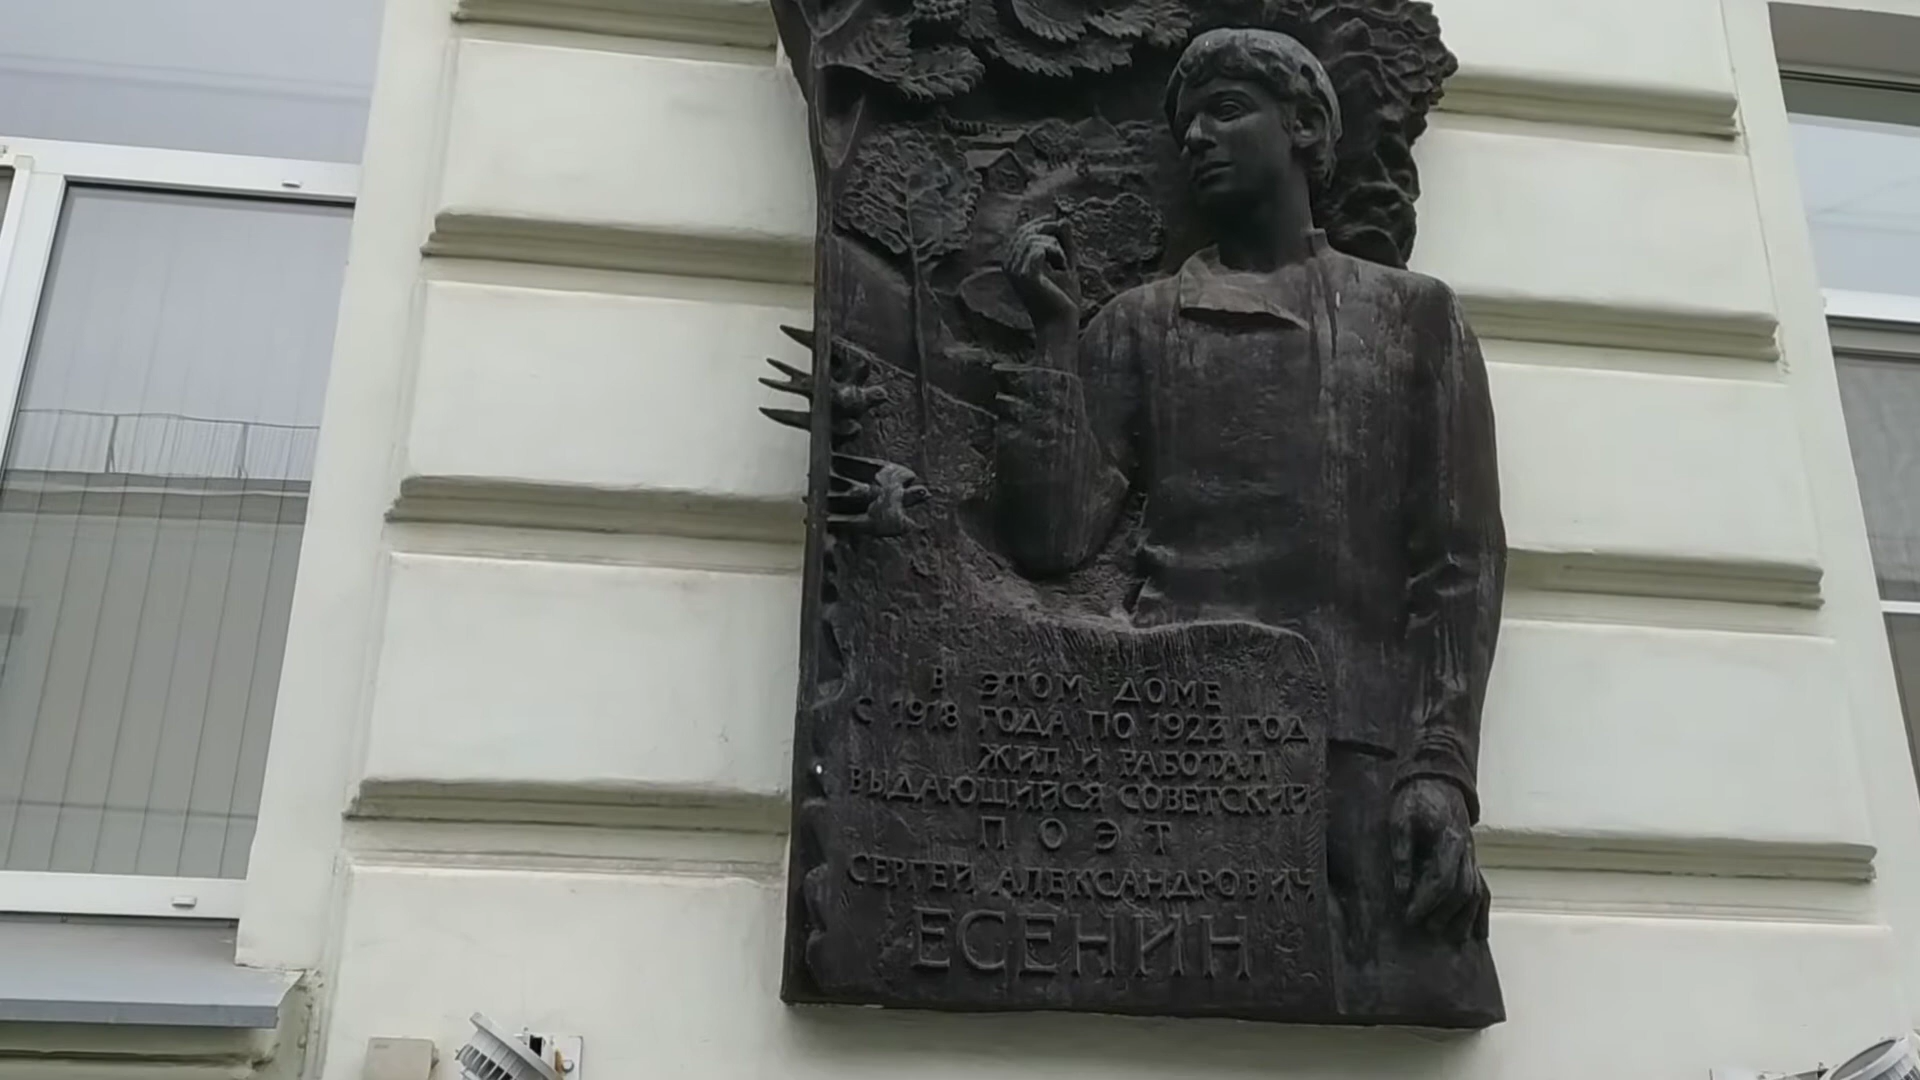 В ЭТОМ ДОМЕ
С 1918 ГОДА ПО 1923 ГОД
ЖИЛ И РАБОТАЛ
ВЫДАЮЩИЙСЯ СОВЕТСКИЙ
ПОЭТ
СЕРГЕЙ АЛЕКСАНДРОВИЧ
ЕСЕНИН